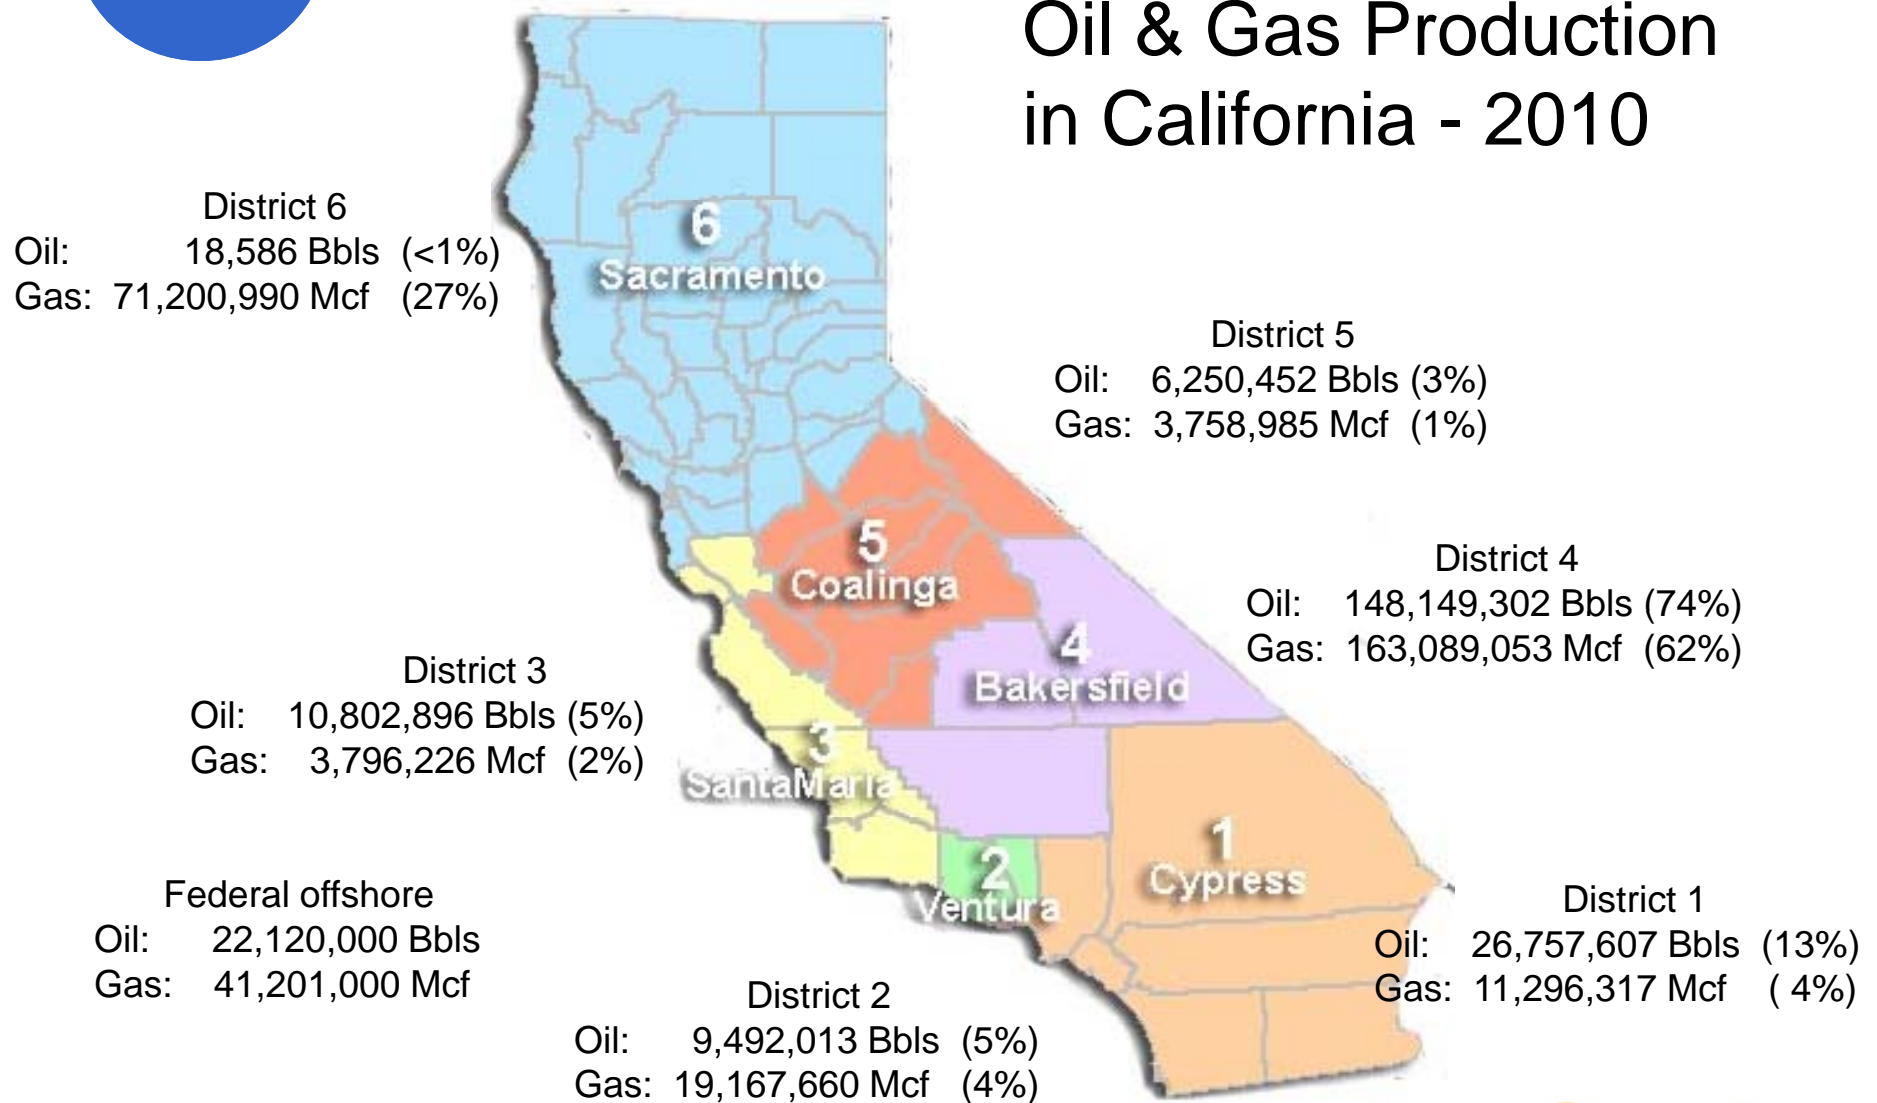 Oil & Gas Production
in California - 2010
District 6
Oil: 18,586 Bbls (<1%)
Gas: 71,200,990 Mcf (27%)
6
Sacramento
District 5
Oil: 6,250,452 Bbls (3%)
Gas: 3,758,985 Mcf (1%)
5
Coalinga
District 4
Oil: 148,149,302 Bbls (74%)
Gas: 163,089,053 Mcf (62%)
4
Bakersfield
District 3
Oil: 10,802,896 Bbls (5%)
Gas: 3,796,226 Mcf (2%)
3
SantaMaria
1
Cypress
2
Ventura
Federal offshore
Oil: 22,120,000 Bbls
Gas: 41,201,000 Mcf
District 1
Oil: 26,757,607 Bbls (13%)
Gas: 11,296,317 Mcf ( 4%)
District 2
Oil: 9,492,013 Bbls (5%)
Gas: 19,167,660 Mcf (4%)